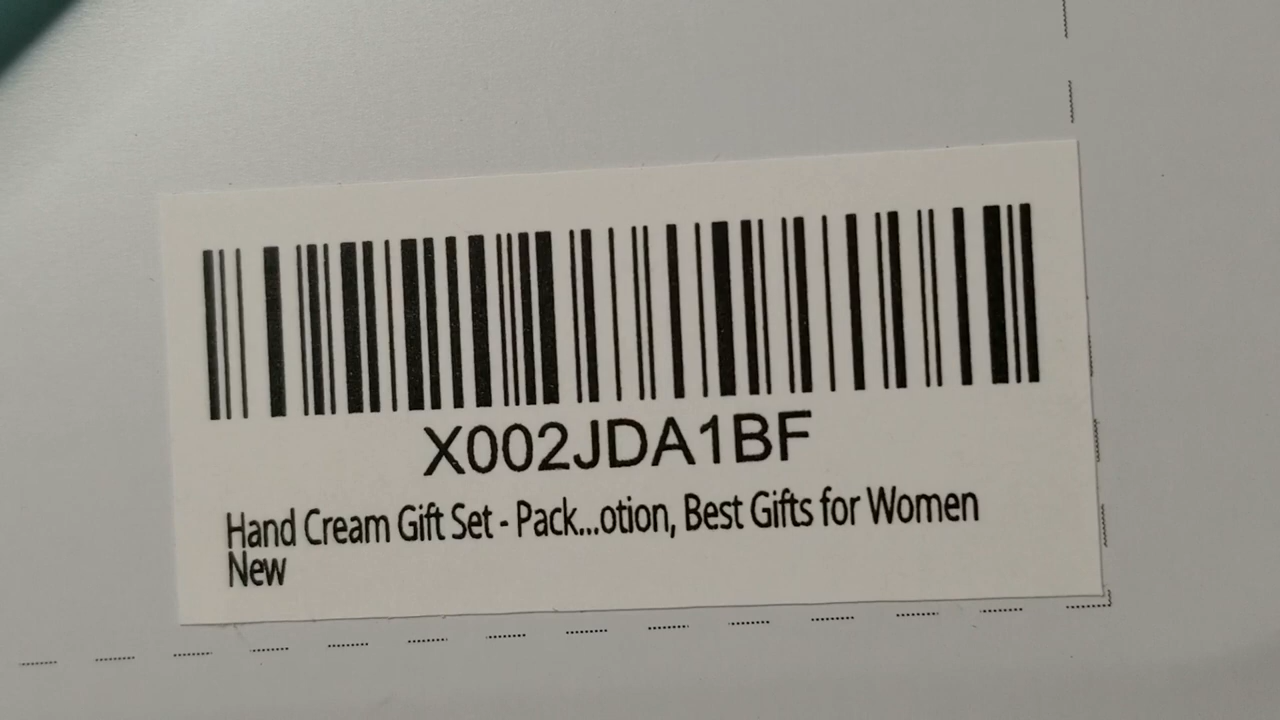 X002JDA1BF
Hand Cream Gift Set - Pack...otion, Best Gifts for Women
New